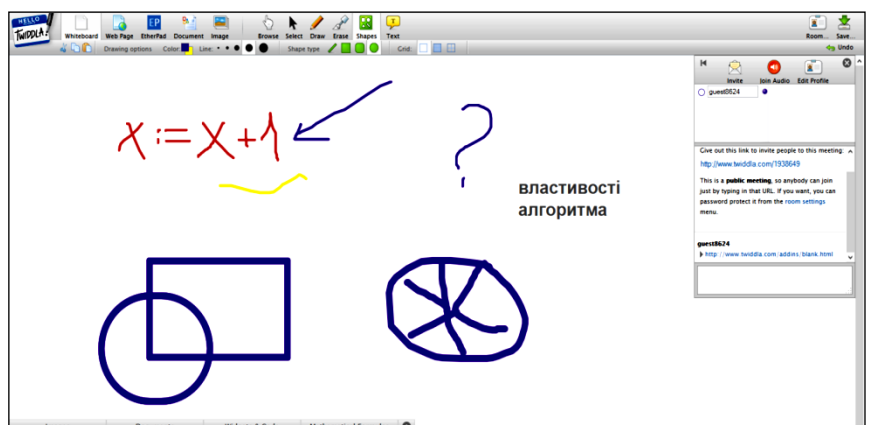 HELLO
TWIDDLA!
Whiteboard Web Page EtherPad Document Image Browse Select Draw Erase Shapes Text Room... Save...
Drawing options Color: Line: Shape type Grid: Undo
Invite Join Audio Edit Profile
guest8624
x:=x+1
?
властивості
алгоритма
Give out this link to invite people to this meeting:
http://www.twiddla.com/1938649
This is a public meeting, so anybody can join
just by typing in that URL. If you want, you can
password protect it from the room settings
menu.
guest8624
http://www.twiddla.com/addins/blank.html